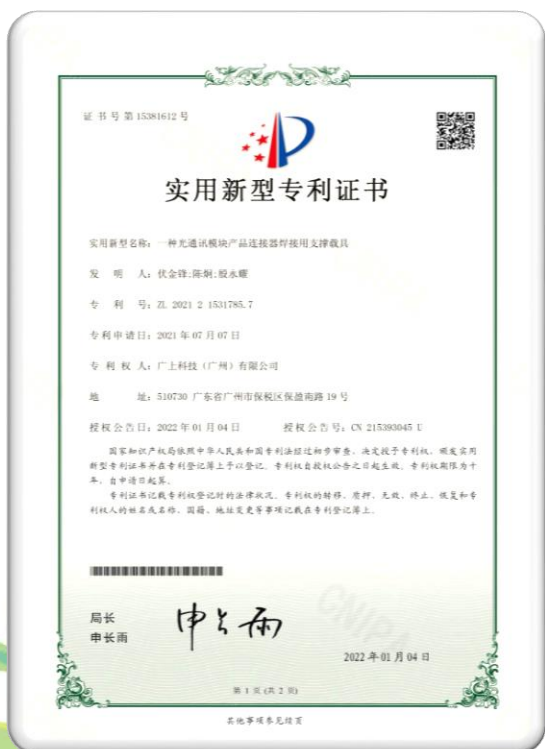 证书号第15381612号
实用新型专利证书
实用新型名称：一种光通讯模块产品连接器焊接用支撑载具
发明人：伏金锋;陈炯;殷水曜
专利号：ZL 2021 2 1531785.7
专利申请日：2021年07月07日
专利权人：广上科技（广州）有限公司
地址：510730 广东省广州市保税区保盈南路19号
授权公告日：2022年01月04日 授权公告号：CN 215393045 U
国家知识产权局依照中华人民共和国专利法经过初步审查，决定授予专利权，颁发实用
新型专利证书并在专利登记簿上予以登记。专利权自授权公告之日起生效。专利权期限为十
年，自申请日起算。
专利证书记载专利权登记时的法律状况。专利权的转移、质押、无效、终止、恢复和专
利权人的姓名或名称、国籍、地址变更等事项记载在专利登记簿上。
局长
申长雨
申长雨
2022年01月04日
CNIPA
第 1 页 (共 2 页)
其他事项参见续页